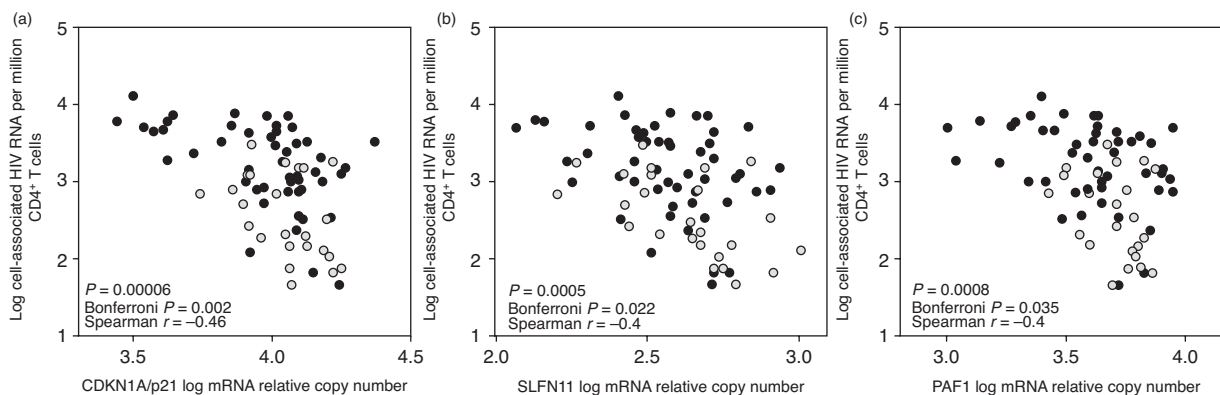 (a)
Log cell-associated HIV RNA per million
CD4⁺ T cells
5
4
3
2
1
P = 0.00006
Bonferroni P = 0.002
Spearman r = –0.46
3.5
4.0
4.5
CDKN1A/p21 log mRNA relative copy number
(b)
Log cell-associated HIV RNA per million
CD4⁺ T cells
5
4
3
2
1
P = 0.0005
Bonferroni P = 0.022
Spearman r = –0.4
2.0
2.5
3.0
SLFN11 log mRNA relative copy number
(c)
Log cell-associated HIV RNA per million
CD4⁺ T cells
5
4
3
2
1
P = 0.0008
Bonferroni P = 0.035
Spearman r = –0.4
3.0
3.5
4.0
PAF1 log mRNA relative copy number